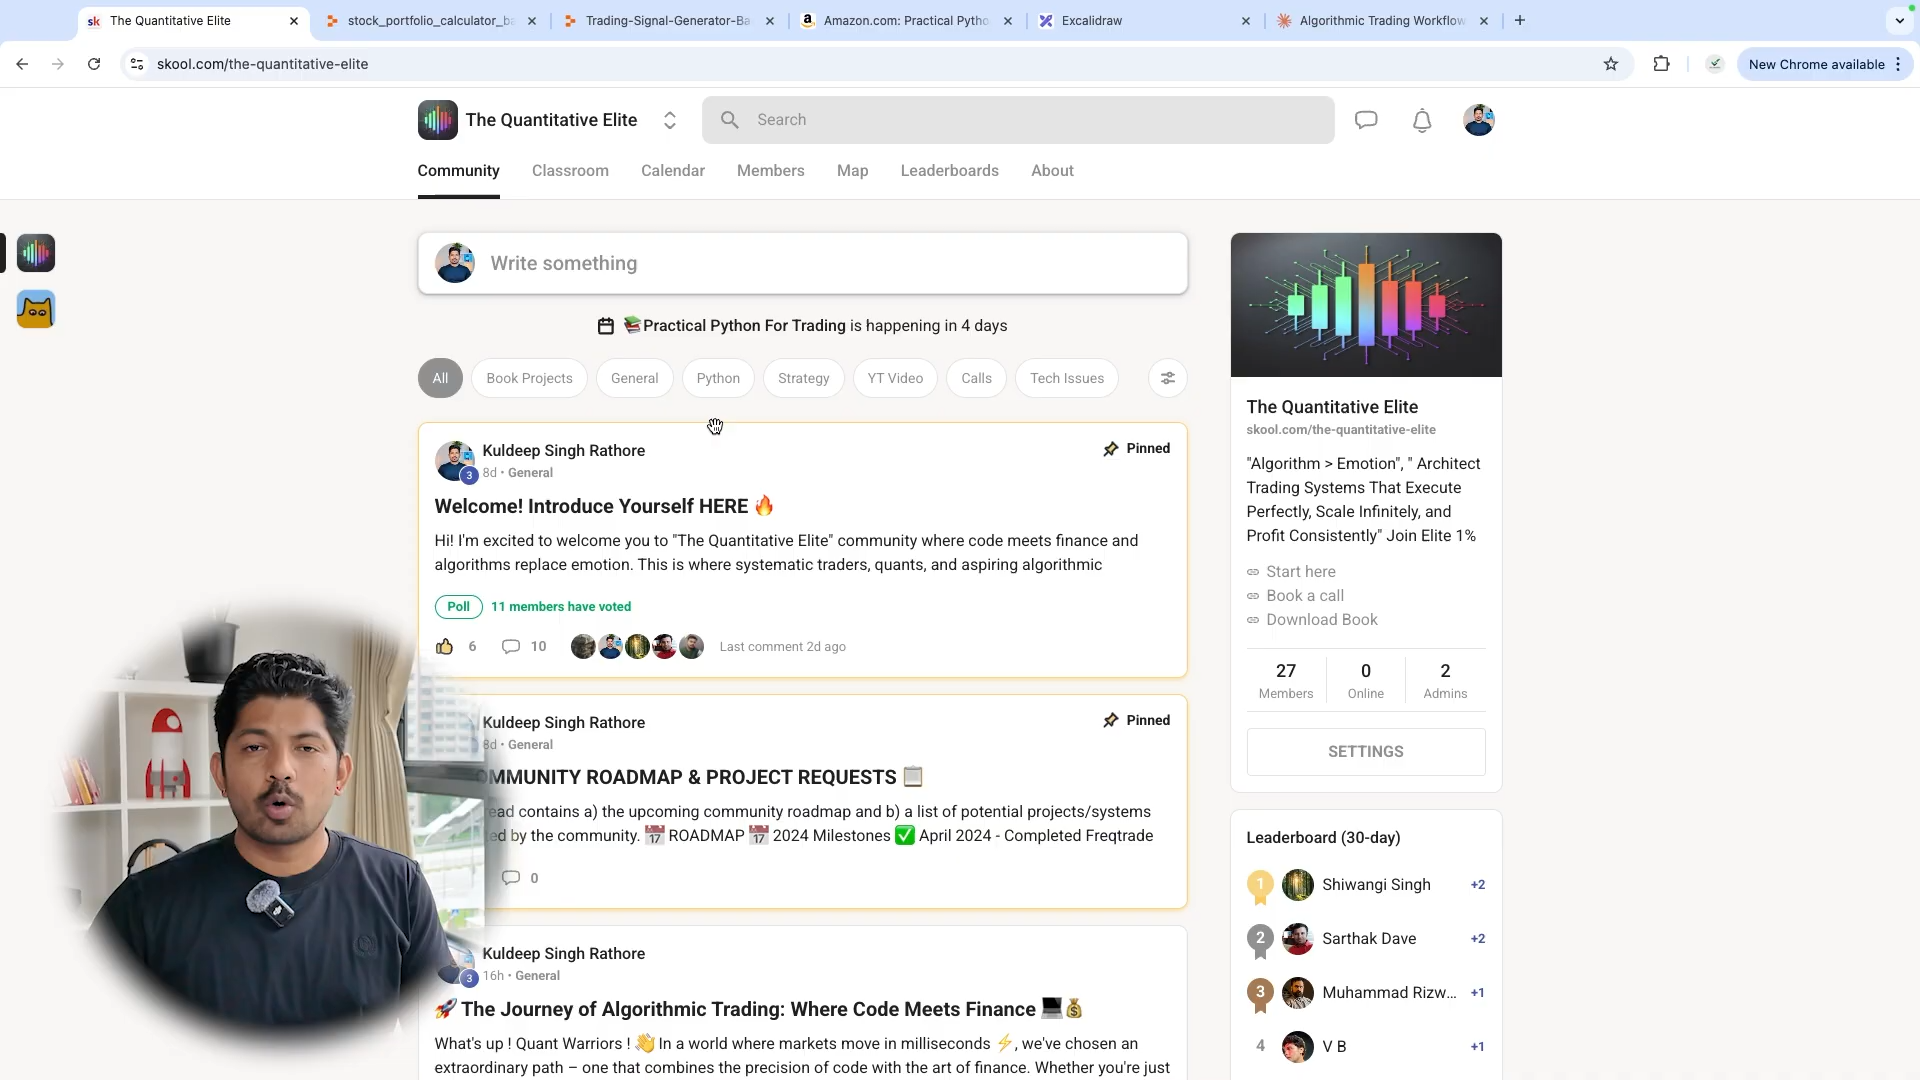 The Quantitative Elite
stock_portfolio_calculator_ba
Trading-Signal-Generator-Ba
Amazon.com: Practical Pytho
Excalidraw
Algorithmic Trading Workflow
skool.com/the-quantitative-elite
New Chrome available
The Quantitative Elite
Search
Community
Classroom
Calendar
Members
Map
Leaderboards
About
Write something
📚Practical Python For Trading is happening in 4 days
All
Book Projects
General
Python
Strategy
YT Video
Calls
Tech Issues
Kuldeep Singh Rathore
3
8d • General
Pinned
Welcome! Introduce Yourself HERE 🔥
Hi! I'm excited to welcome you to "The Quantitative Elite" community where code meets finance and
algorithms replace emotion. This is where systematic traders, quants, and aspiring algorithmic
Poll
11 members have voted
6
10
Last comment 2d ago
Kuldeep Singh Rathore
8d • General
Pinned
OMMUNITY ROADMAP & PROJECT REQUESTS 📋
ead contains a) the upcoming community roadmap and b) a list of potential projects/systems
ed by the community. 📅 ROADMAP 📅 2024 Milestones ✅ April 2024 - Completed Freqtrade
0
Kuldeep Singh Rathore
3
16h • General
🚀 The Journey of Algorithmic Trading: Where Code Meets Finance 💻💰
What's up ! Quant Warriors ! 👋 In a world where markets move in milliseconds ⚡, we've chosen an
extraordinary path – one that combines the precision of code with the art of finance. Whether you're just
The Quantitative Elite
skool.com/the-quantitative-elite
"Algorithm > Emotion", " Architect
Trading Systems That Execute
Perfectly, Scale Infinitely, and
Profit Consistently" Join Elite 1%
Start here
Book a call
Download Book
27
Members
0
Online
2
Admins
SETTINGS
Leaderboard (30-day)
1
Shiwangi Singh
+2
2
Sarthak Dave
+2
3
Muhammad Rizw...
+1
4
V B
+1